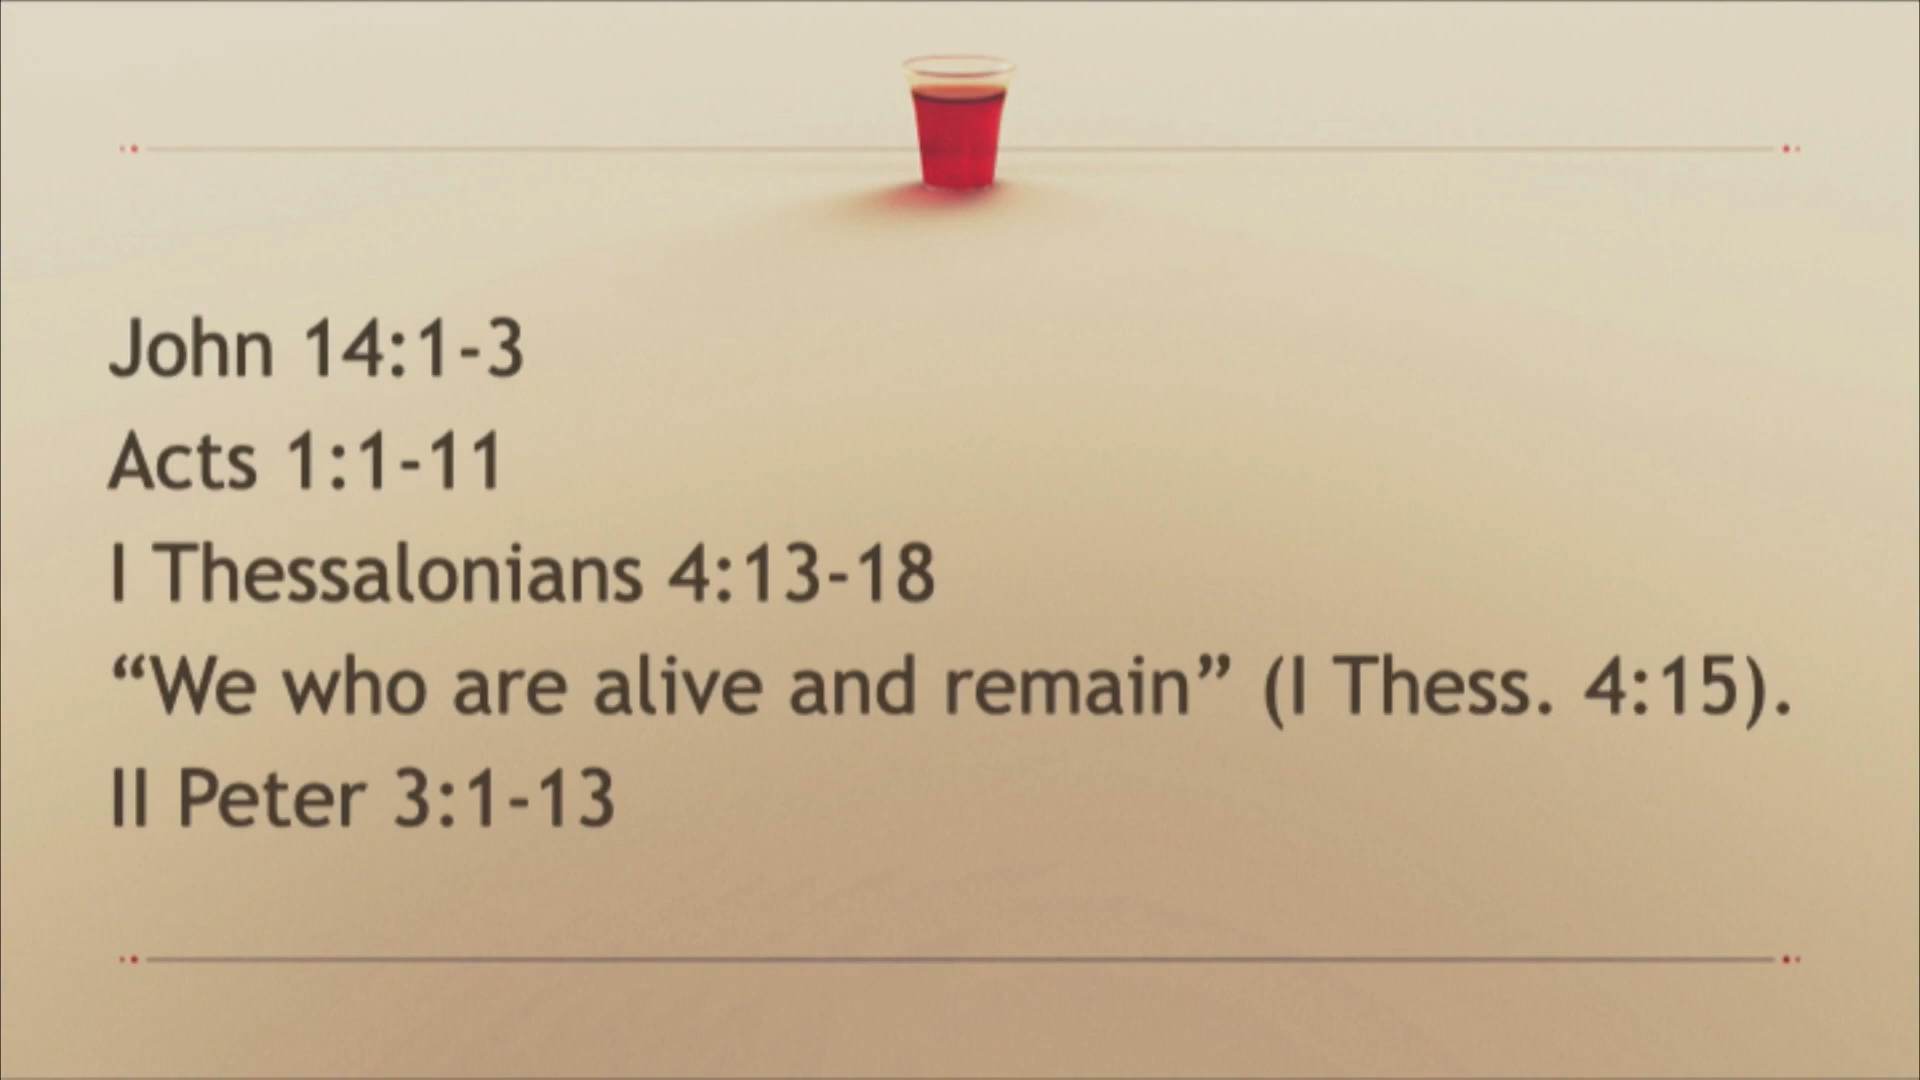 John 14:1-3
Acts 1:1-11
I Thessalonians 4:13-18
“We who are alive and remain” (I Thess. 4:15).
II Peter 3:1-13